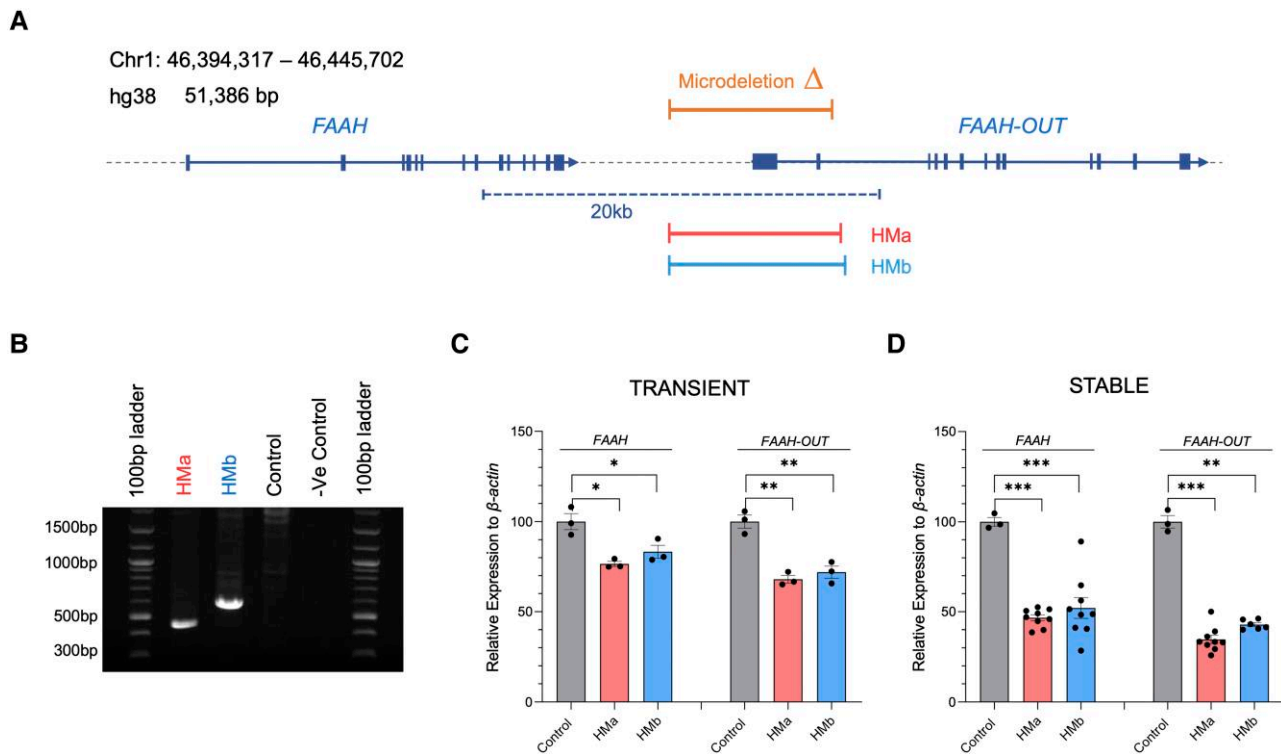 A
Chr1: 46,394,317 – 46,445,702
hg38 51,386 bp
Microdeletion Δ
FAAH
FAAH-OUT
20kb
HMa
HMb
B
100bp ladder
HMa
HMb
Control
-Ve Control
100bp ladder
1500bp
1000bp
500bp
300bp
C
TRANSIENT
Relative Expression to β-actin
150
100
50
0
FAAH
*
*
FAAH-OUT
**
**
Control
HMa
HMb
Control
HMa
HMb
D
STABLE
Relative Expression to β-actin
150
100
50
0
FAAH
***
***
FAAH-OUT
**
***
Control
HMa
HMb
Control
HMa
HMb